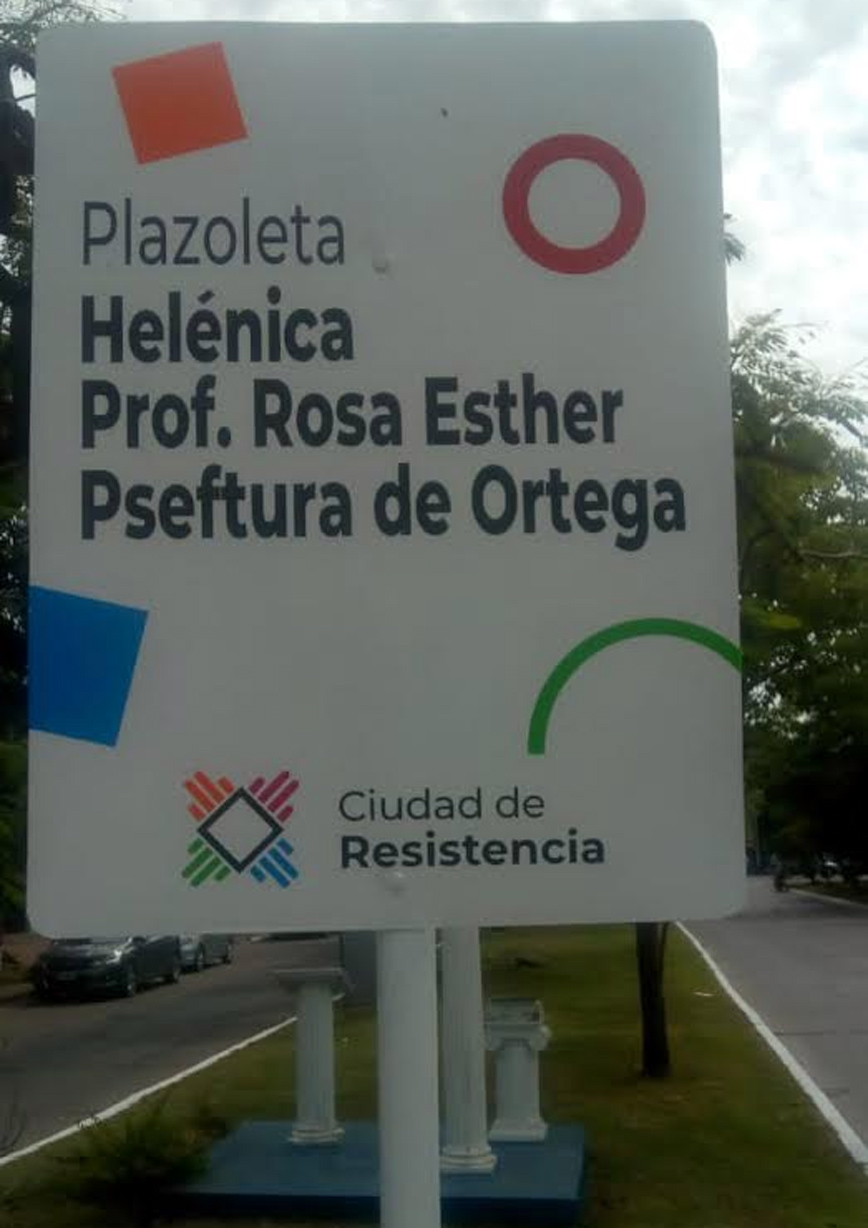 Plazoleta
Helénica
Prof. Rosa Esther
Pseftura de Ortega
Ciudad de
Resistencia